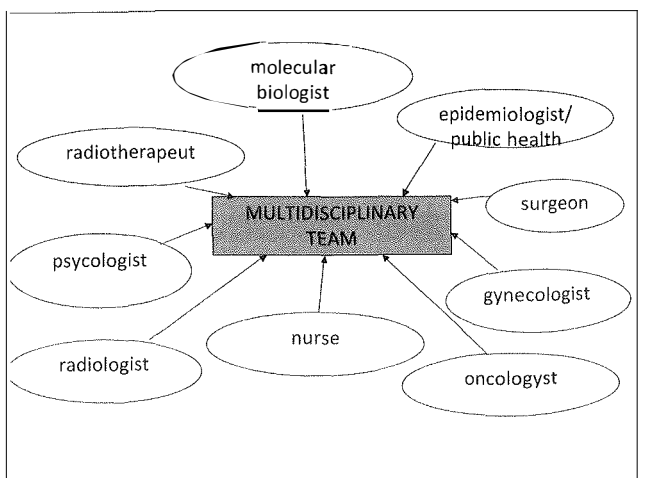 molecular
biologist
epidemiologist/
public health
radiotherapeut
surgeon
MULTIDISCIPLINARY
TEAM
psycologist
gynecologist
nurse
radiologist
oncologyst